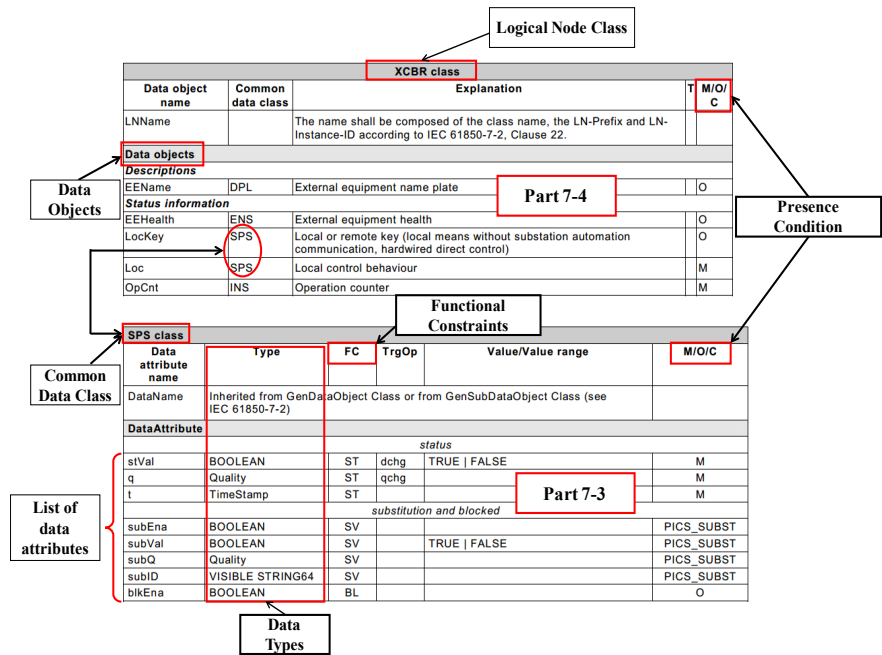 Logical Node Class
XCBR class
Data object name Common data class Explanation T M/O/C
LNName The name shall be composed of the class name, the LN-Prefix and LN-
Instance-ID according to IEC 61850-7-2, Clause 22.
Data objects
Descriptions
EEName DPL External equipment name plate O
Part 7-4
Status information
EEHealth ENS External equipment health O
LocKey SPS Local or remote key (local means without substation automation O
communication, hardwired direct control)
Loc SPS Local control behaviour M
OpCnt INS Operation counter M
Data
Objects
Presence
Condition
Functional
Constraints
SPS class
Data attribute name Type FC TrgOp Value/Value range M/O/C
Common
Data Class
DataName Inherited from GenDataObject Class or from GenSubDataObject Class (see
IEC 61850-7-2)
DataAttribute
status
stVal BOOLEAN ST dchg TRUE | FALSE M
q Quality ST qchg M
t TimeStamp ST M
Part 7-3
substitution and blocked
subEna BOOLEAN SV PICS_SUBST
subVal BOOLEAN SV TRUE | FALSE PICS_SUBST
subQ Quality SV PICS_SUBST
subID VISIBLE STRING64 SV PICS_SUBST
blkEna BOOLEAN BL O
List of
data
attributes
Data
Types